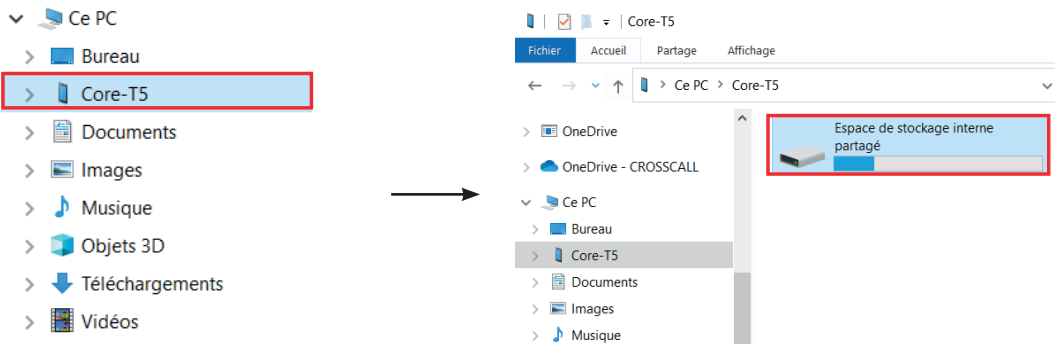 Ce PC
Bureau
Core-T5
Documents
Images
Musique
Objets 3D
Téléchargements
Vidéos
Core-T5
Fichier Accueil Partage Affichage
Ce PC > Core-T5
OneDrive
OneDrive - CROSSCALL
Ce PC
Bureau
Core-T5
Documents
Images
Musique
Espace de stockage interne
partagé